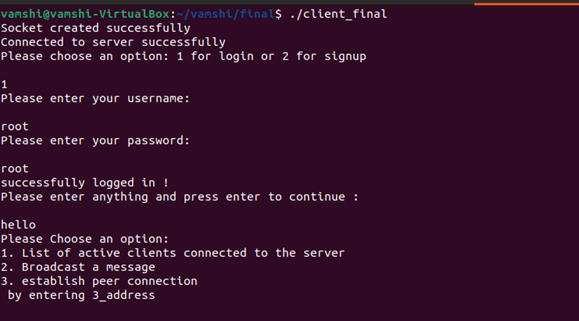 vamshi@vamshi-VirtualBox:~/vamshi/final$ ./client_final
Socket created successfully
Connected to server successfully
Please choose an option: 1 for login or 2 for signup
1
Please enter your username:
root
Please enter your password:
root
successfully logged in !
Please enter anything and press enter to continue :
hello
Please Choose an option:
1. List of active clients connected to the server
2. Broadcast a message
3. establish peer connection
 by entering 3_address